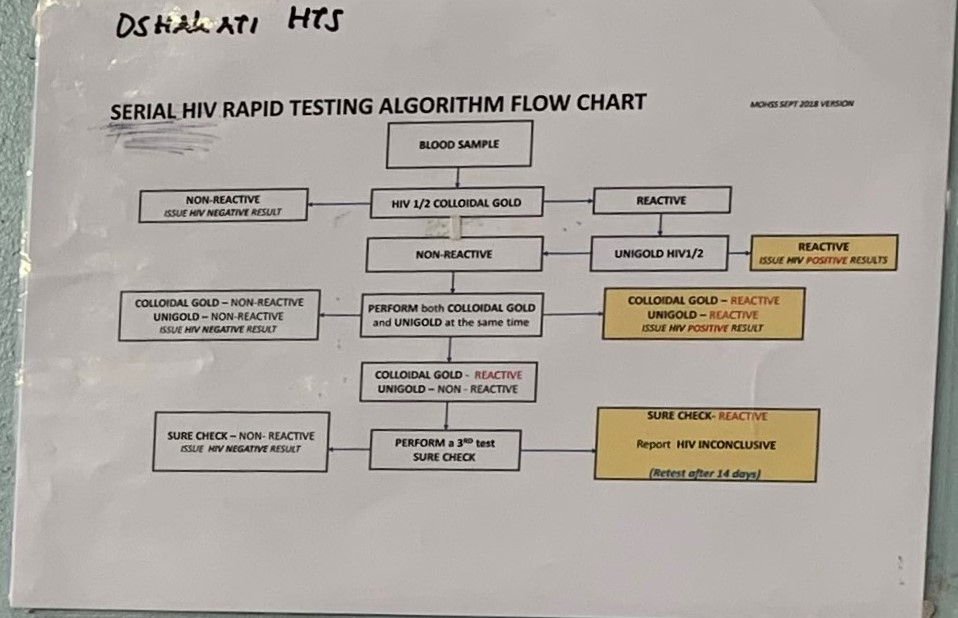 OSHAKATI HTS
SERIAL HIV RAPID TESTING ALGORITHM FLOW CHART
MOHSS SEPT 2018 VERSION
BLOOD SAMPLE
NON-REACTIVE
ISSUE HIV NEGATIVE RESULT
HIV 1/2 COLLOIDAL GOLD
REACTIVE
NON-REACTIVE
UNIGOLD HIV1/2
REACTIVE
ISSUE HIV POSITIVE RESULTS
COLLOIDAL GOLD – NON-REACTIVE
UNIGOLD – NON-REACTIVE
ISSUE HIV NEGATIVE RESULT
PERFORM both COLLOIDAL GOLD
and UNIGOLD at the same time
COLLOIDAL GOLD – REACTIVE
UNIGOLD – REACTIVE
ISSUE HIV POSITIVE RESULT
COLLOIDAL GOLD - REACTIVE
UNIGOLD – NON - REACTIVE
SURE CHECK – NON- REACTIVE
ISSUE HIV NEGATIVE RESULT
PERFORM a 3RD test
SURE CHECK
SURE CHECK- REACTIVE
Report HIV INCONCLUSIVE
(Retest after 14 days)